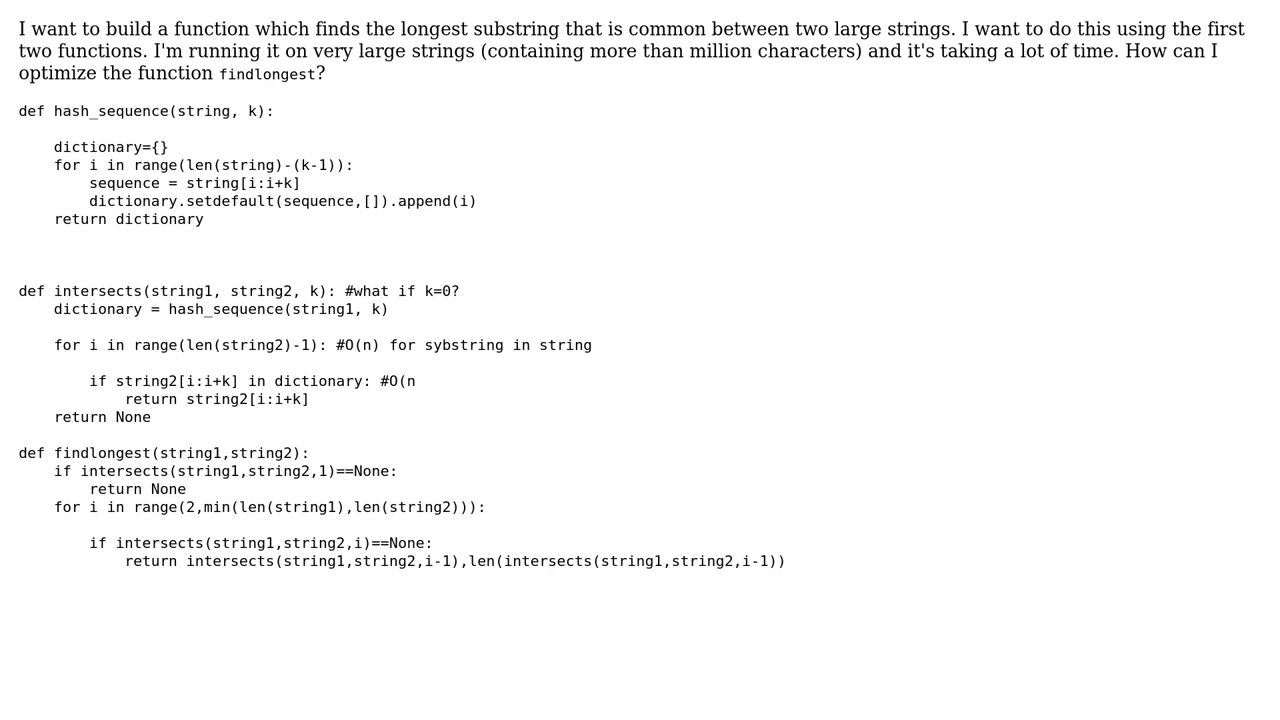 I want to build a function which finds the longest substring that is common between two large strings. I want to do this using the first
two functions. I'm running it on very large strings (containing more than million characters) and it's taking a lot of time. How can I
optimize the function findlongest?
def hash_sequence(string, k):
    dictionary={}
    for i in range(len(string)-(k-1)):
        sequence = string[i:i+k]
        dictionary.setdefault(sequence,[]).append(i)
    return dictionary
def intersects(string1, string2, k): #what if k=0?
    dictionary = hash_sequence(string1, k)
    for i in range(len(string2)-1): #O(n) for sybstring in string
        if string2[i:i+k] in dictionary: #O(n
            return string2[i:i+k]
    return None
def findlongest(string1,string2):
    if intersects(string1,string2,1)==None:
        return None
    for i in range(2,min(len(string1),len(string2))):
        if intersects(string1,string2,i)==None:
            return intersects(string1,string2,i-1),len(intersects(string1,string2,i-1))